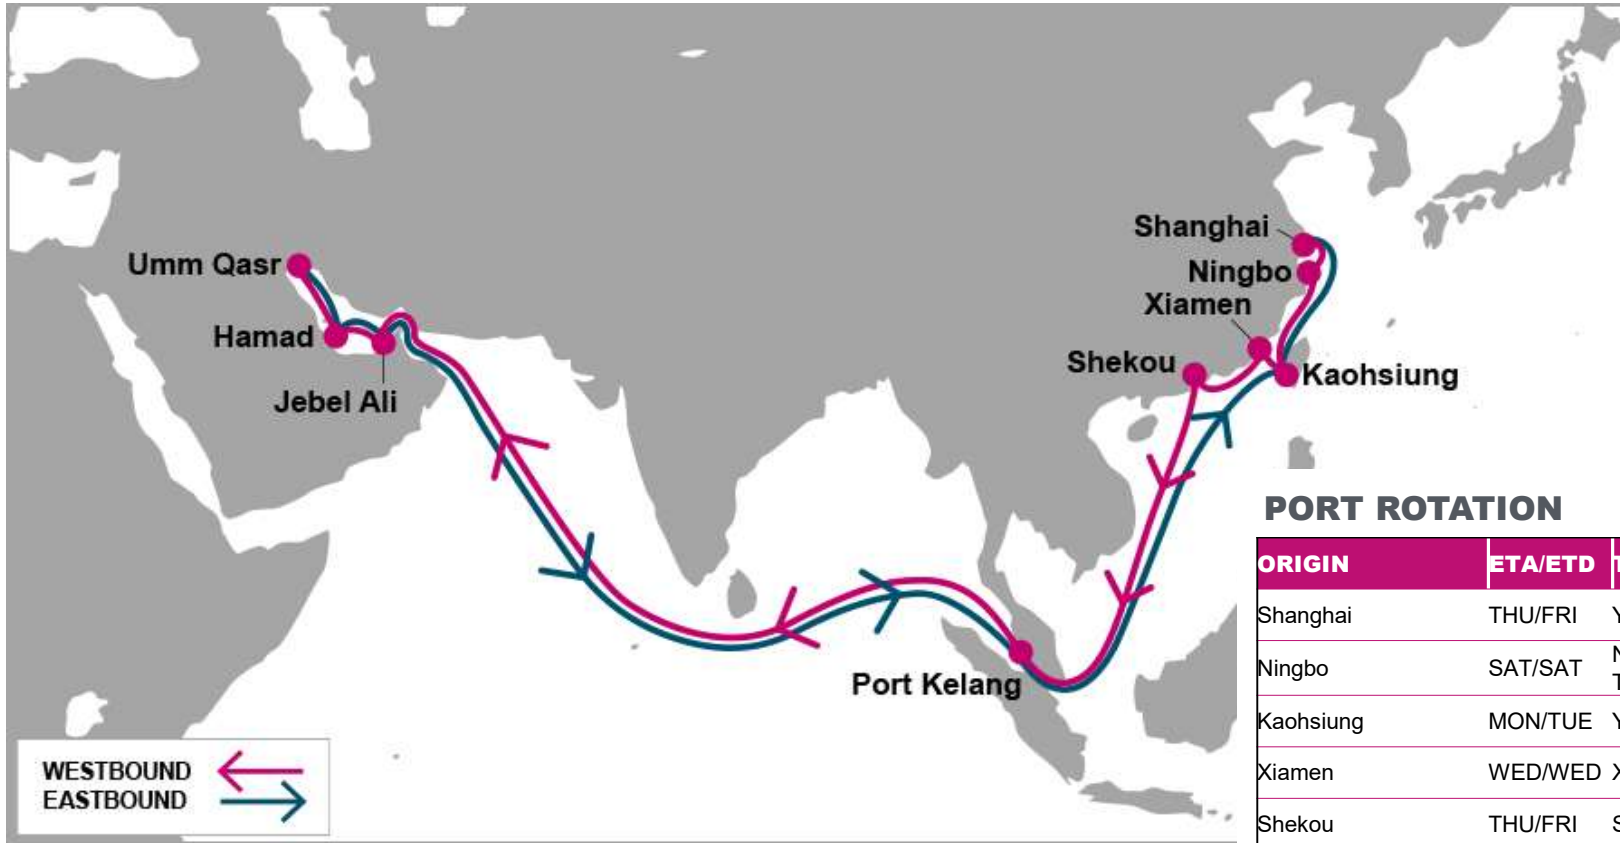 Shanghai
Umm Qasr
Ningbo
Xiamen
Hamad
Shekou
Kaohsiung
Jebel Ali
PORT ROTATION
ORIGIN ETA/ETD
Shanghai THU/FRI
Ningbo SAT/SAT
Port Kelang
Kaohsiung MON/TUE
WESTBOUND
EASTBOUND
Xiamen WED/WED
Shekou THU/FRI